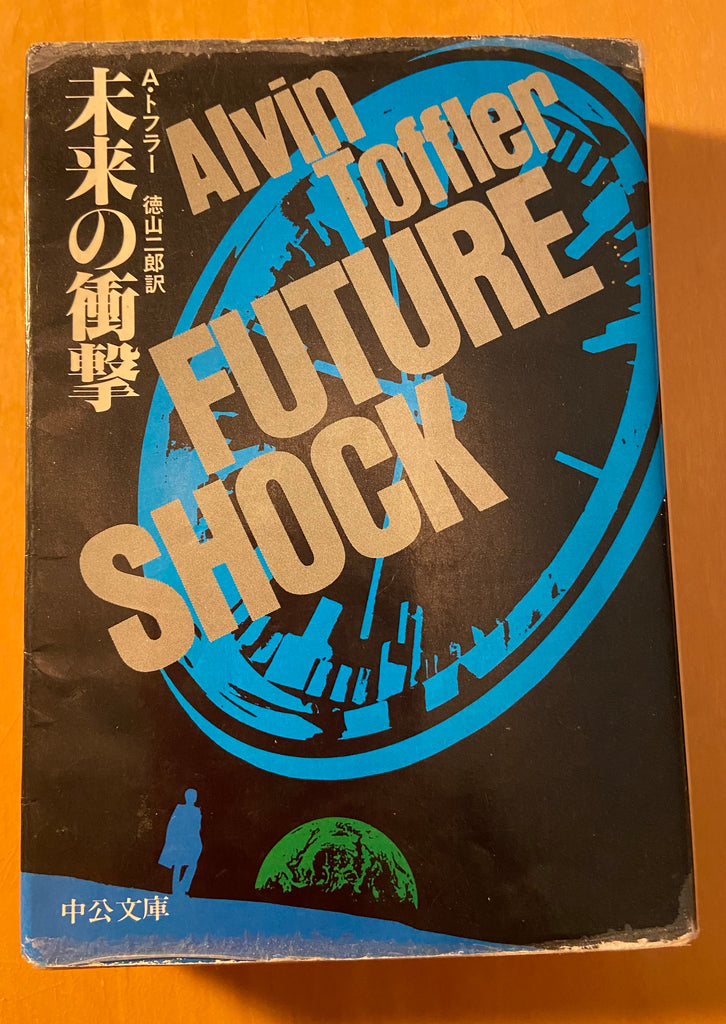 未来の衝撃
A・トフラー 徳山二郎訳
Alvin
Toffler
FUTURE
SHOCK
中公文庫